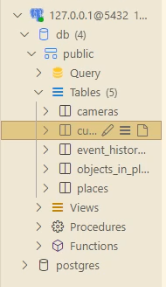 127.0.0.1@5432 1...
db (4)
public
Query
Tables (5)
cameras
cu...
event_histor...
objects_in_pl...
places
Views
Procedures
Functions
postgres